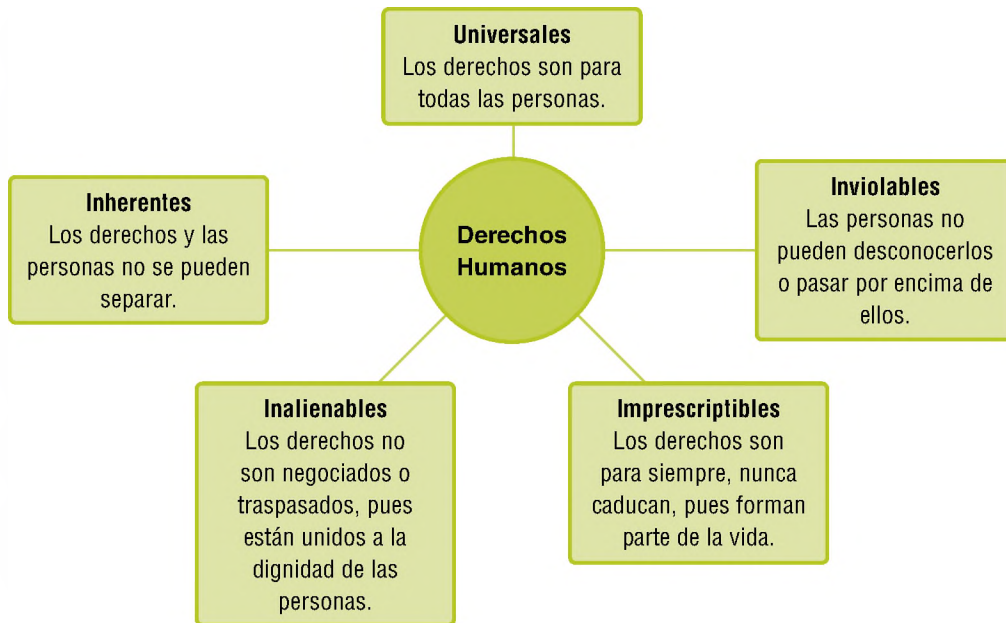 Universales
Los derechos son para
todas las personas.
Inherentes
Los derechos y las
personas no se pueden
separar.
Derechos
Humanos
Inviolables
Las personas no
pueden desconocerlos
o pasar por encima de
ellos.
Inalienables
Los derechos no
son negociados o
traspasados, pues
están unidos a la
dignidad de las
personas.
Imprescriptibles
Los derechos son
para siempre, nunca
caducan, pues forman
parte de la vida.